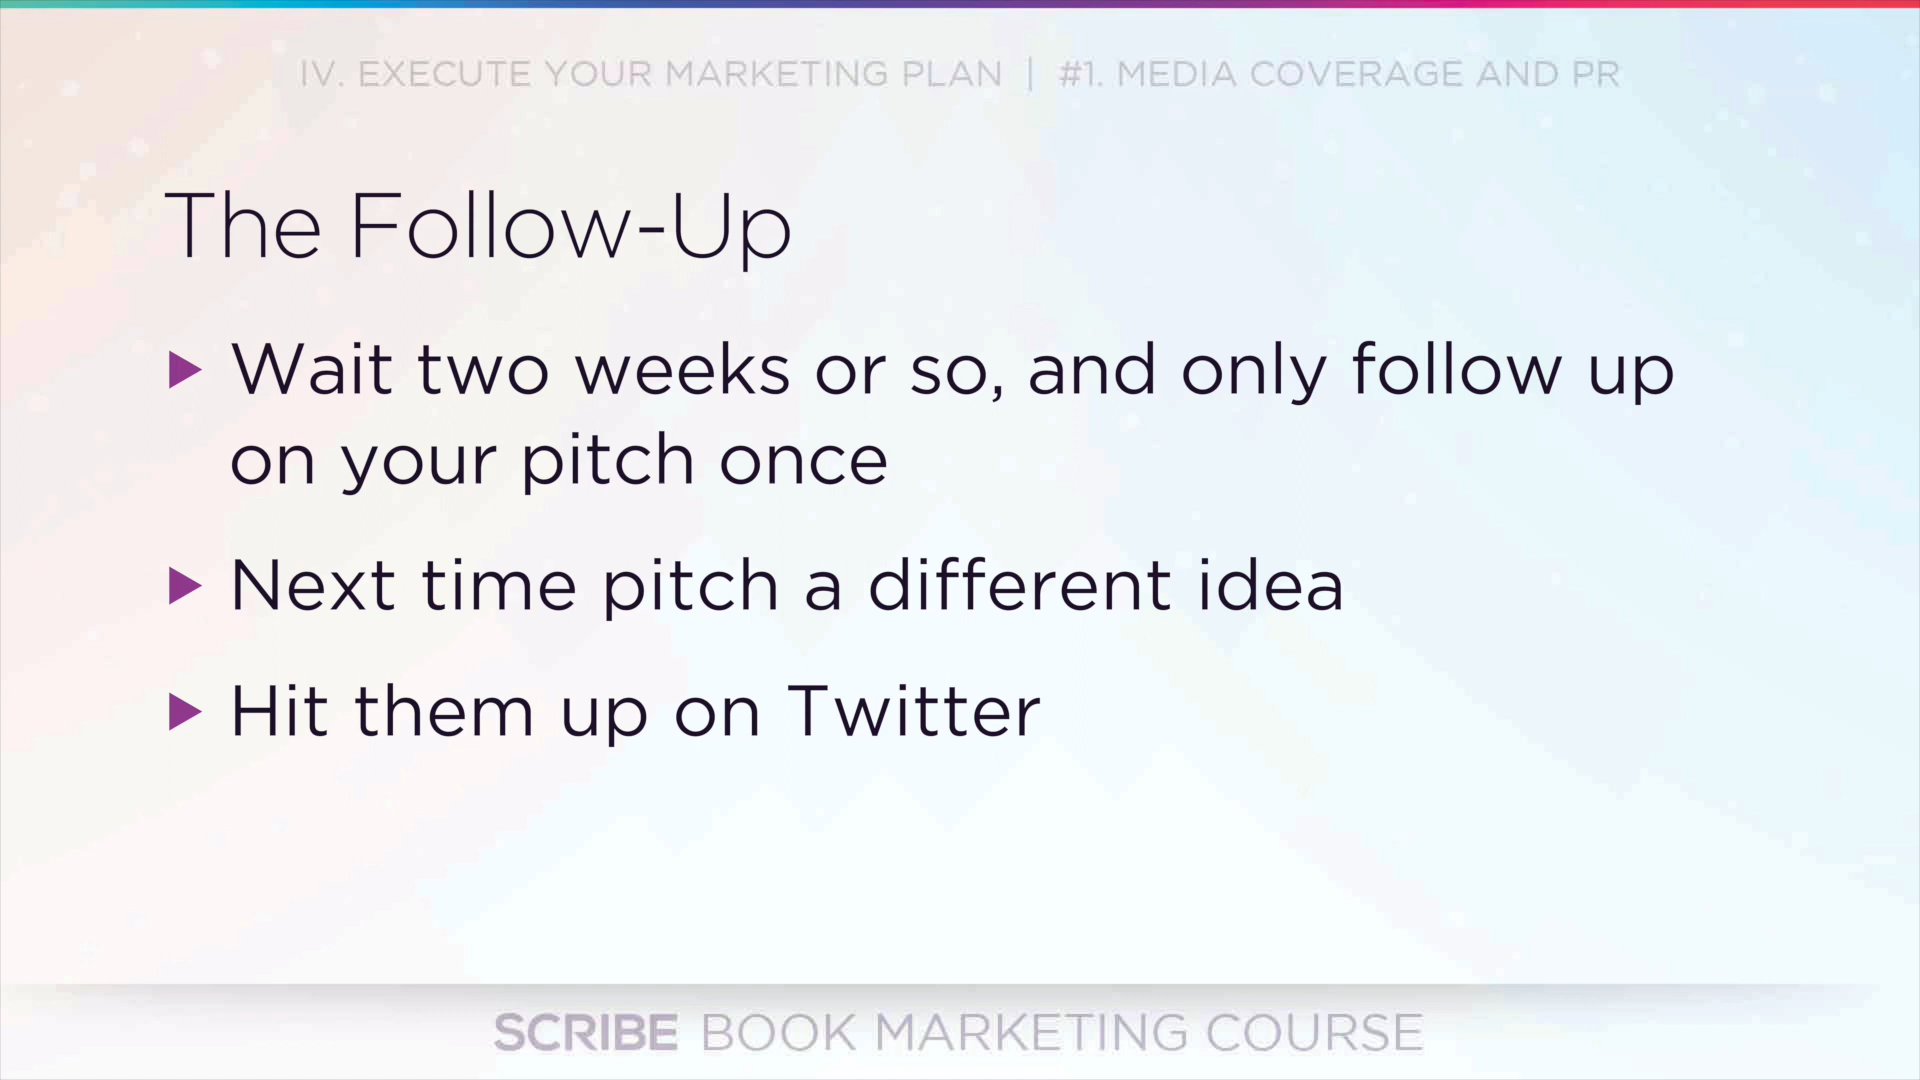 IV. EXECUTE YOUR MARKETING PLAN | #1. MEDIA COVERAGE AND PR
The Follow-Up
Wait two weeks or so, and only follow up
on your pitch once
Next time pitch a different idea
Hit them up on Twitter
SCRIBE BOOK MARKETING COURSE